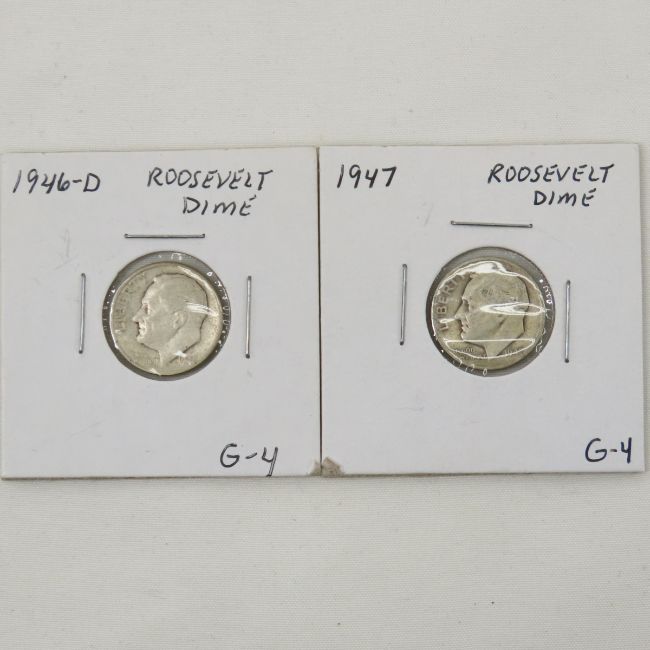 1946-D ROOSEVELT
DIME
G-4
1947 ROOSEVELT
DIME
G-4
LIBERTY
LIBERTY